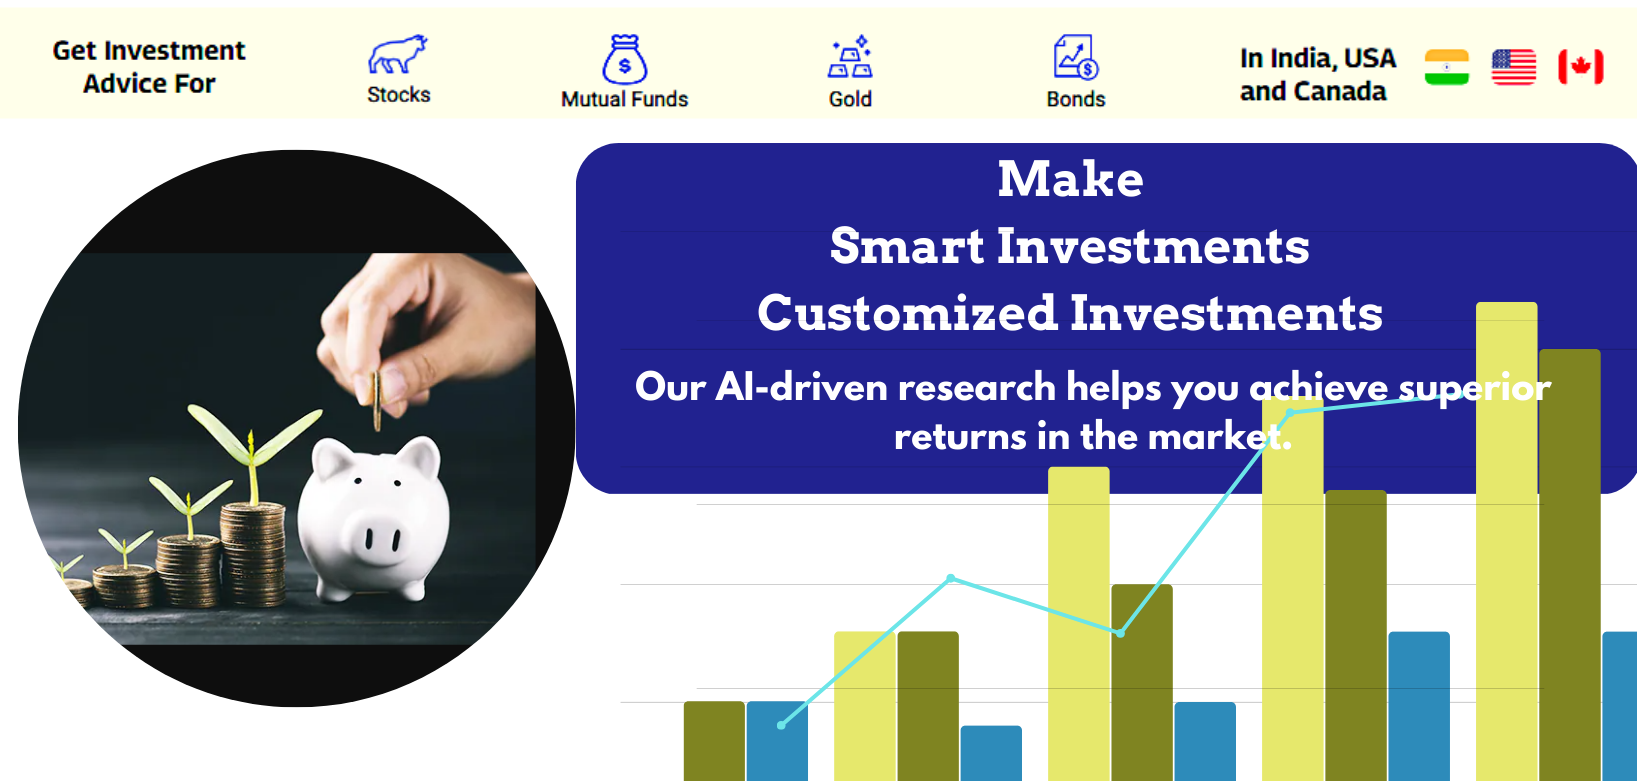 Get Investment
Advice For
Stocks
Mutual Funds
Gold
Bonds
In India, USA
and Canada
Make
Smart Investments
Customized Investments
Our AI-driven research helps you achieve superior
returns in the market.